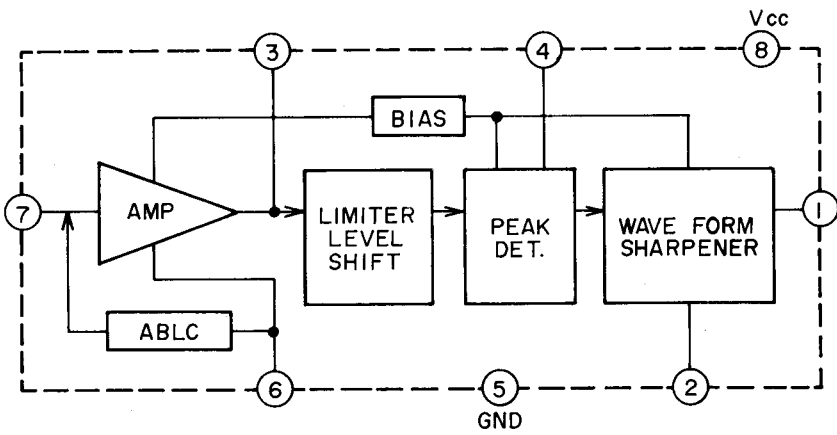 Vcc
3
4
8
BIAS
7
AMP
LIMITER
LEVEL
SHIFT
PEAK
DET.
WAVE FORM
SHARPENER
1
ABLC
6
5
2
GND